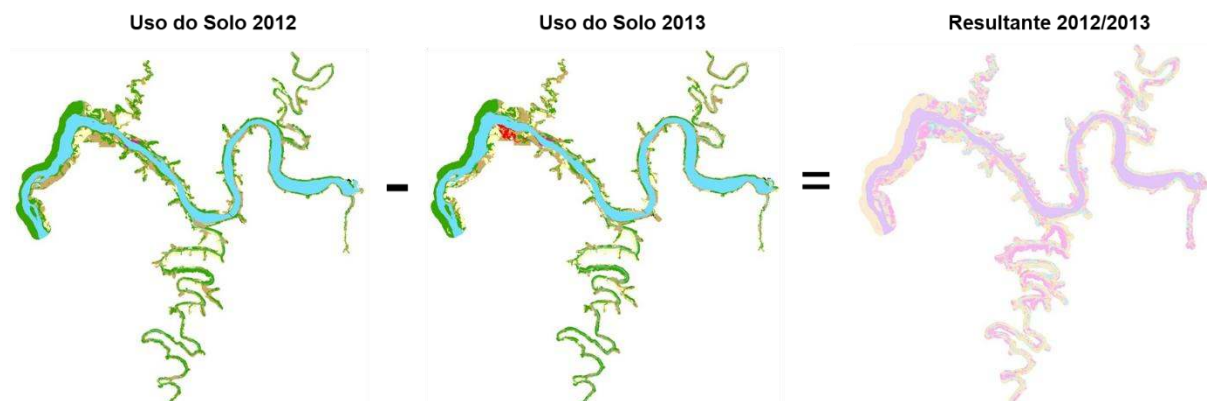 Uso do Solo 2012
Uso do Solo 2013
Resultante 2012/2013
- =